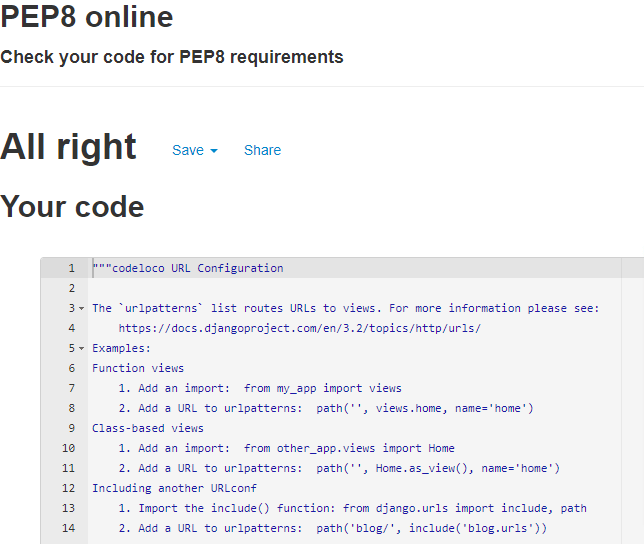 PEP8 online
Check your code for PEP8 requirements
All right Save Share
Your code
1 """codeloco URL Configuration
2
3 The `urlpatterns` list routes URLs to views. For more information please see:
4 https://docs.djangoproject.com/en/3.2/topics/http/urls/
5 Examples:
6 Function views
7 1. Add an import:  from my_app import views
8 2. Add a URL to urlpatterns:  path('', views.home, name='home')
9 Class-based views
10 1. Add an import:  from other_app.views import Home
11 2. Add a URL to urlpatterns:  path('', Home.as_view(), name='home')
12 Including another URLconf
13 1. Import the include() function: from django.urls import include, path
14 2. Add a URL to urlpatterns:  path('blog/', include('blog.urls'))